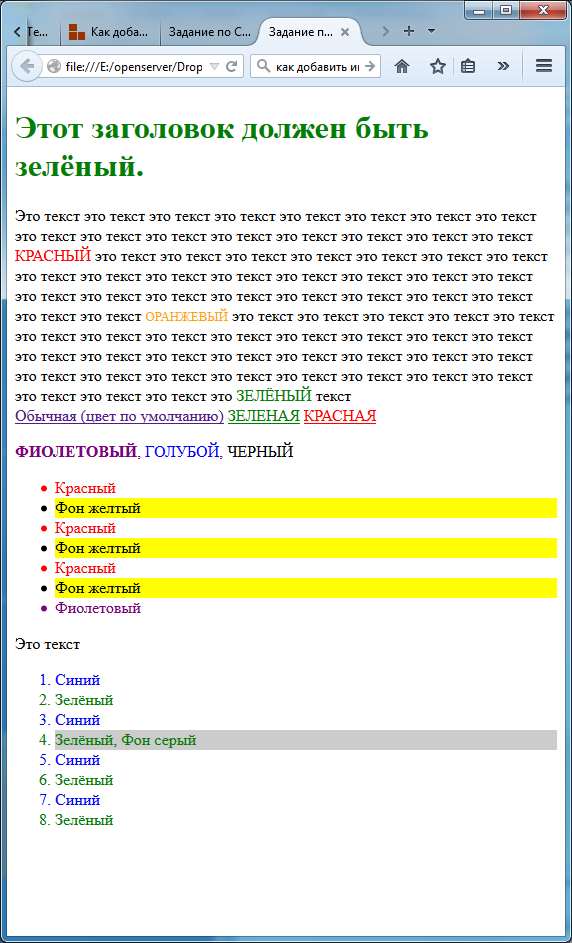 Те...
Как доба...
Задание по С...
Задание п...
file:///E:/openserver/Drop
как добавить и
Этот заголовок должен быть
зелёный.
Это текст это текст это текст это текст это текст это текст это текст это текст
это текст это текст это текст это текст это текст это текст это текст это текст
КРАСНЫЙ это текст это текст это текст это текст это текст это текст это текст
это текст это текст это текст это текст это текст это текст это текст это текст
это текст это текст это текст это текст это текст это текст это текст это текст
это текст это текст ОРАНЖЕВЫЙ это текст это текст это текст это текст это текст
это текст это текст это текст это текст это текст это текст это текст это текст
это текст это текст это текст это текст это текст это текст это текст это текст
это текст это текст это текст это текст это текст это текст это текст это текст
это текст это текст это текст это ЗЕЛЁНЫЙ текст
Обычная (цвет по умолчанию) ЗЕЛЕНАЯ КРАСНАЯ
ФИОЛЕТОВЫЙ, ГОЛУБОЙ, ЧЕРНЫЙ
• Красный
• Фон желтый
• Красный
• Фон желтый
• Красный
• Фон желтый
• Фиолетовый
Это текст
1. Синий
2. Зелёный
3. Синий
4. Зелёный, Фон серый
5. Синий
6. Зелёный
7. Синий
8. Зелёный